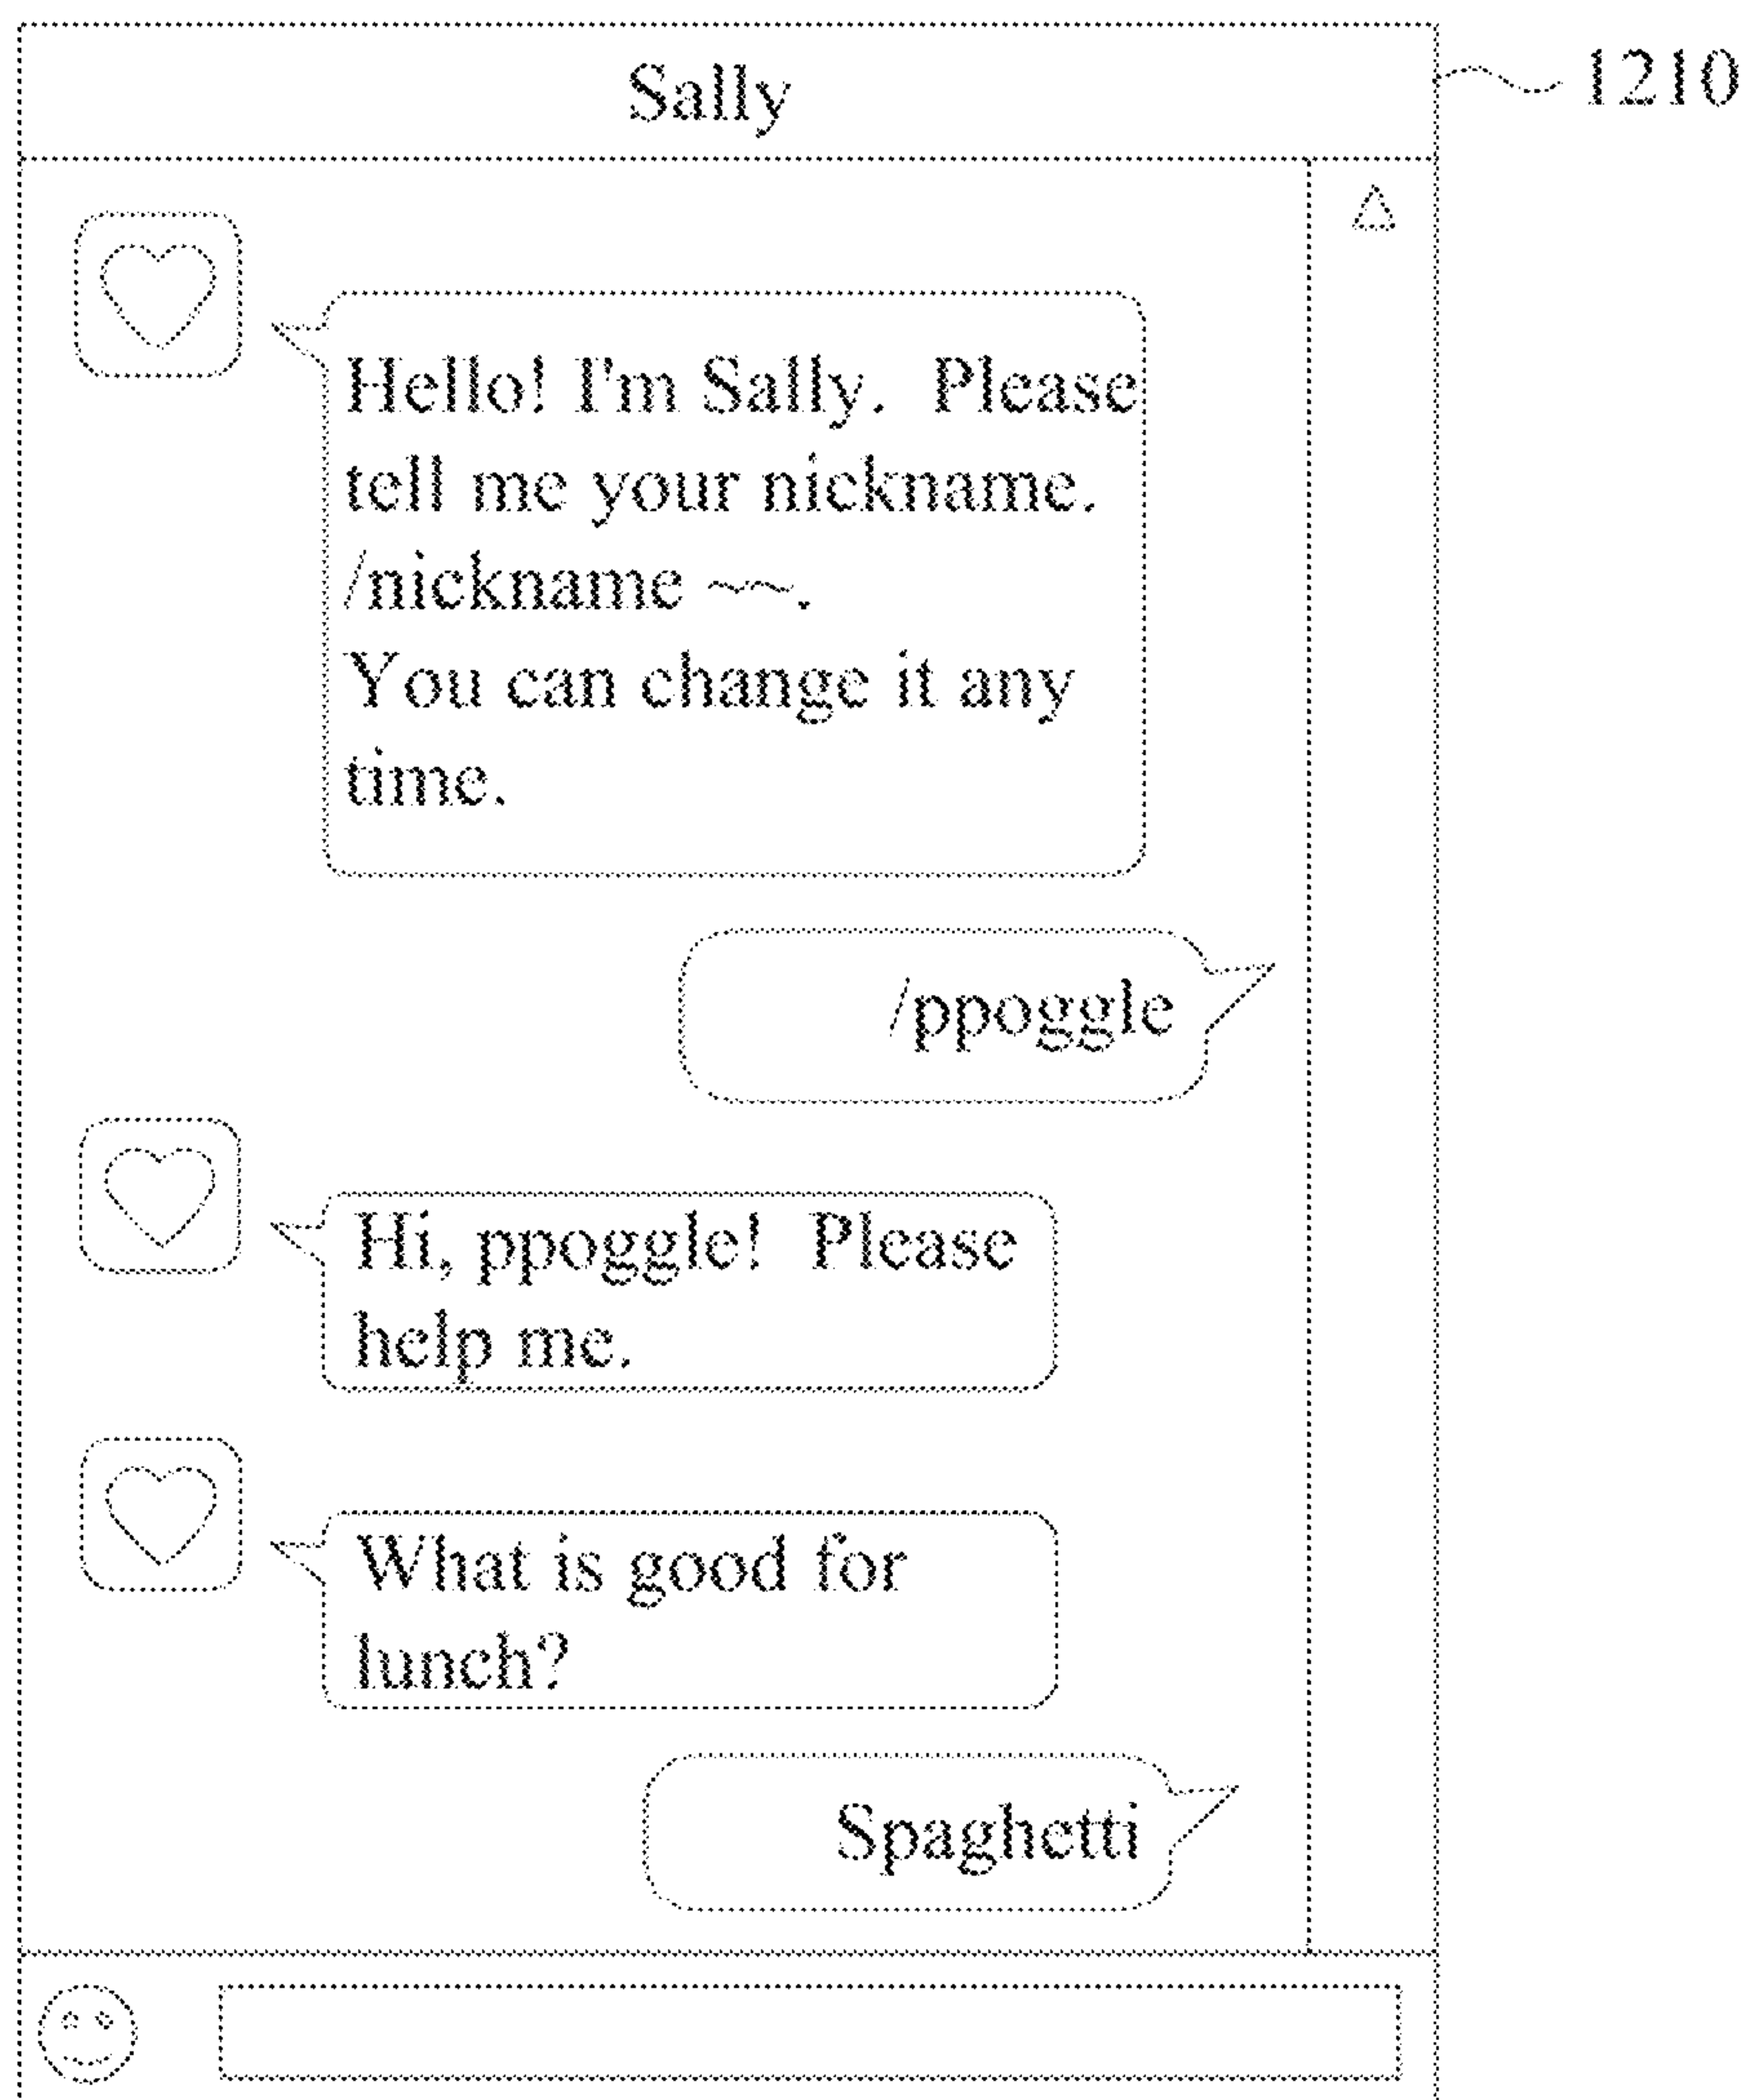 Sally
1210
Hello! I'm Sally.  Please
tell me your nickname.
/nickname ~~.
You can change it any
time.
/ppoggle
Hi, ppoggle!  Please
help me.
What is good for
lunch?
Spaghetti